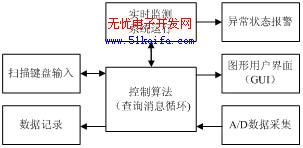 实时监测
系统运行
无忧电子开发网
www.51kaifa.com
异常状态报警
扫描键盘输入
控制算法
(查询消息循环)
图形用户界面
(GUI)
数据记录
A/D数据采集